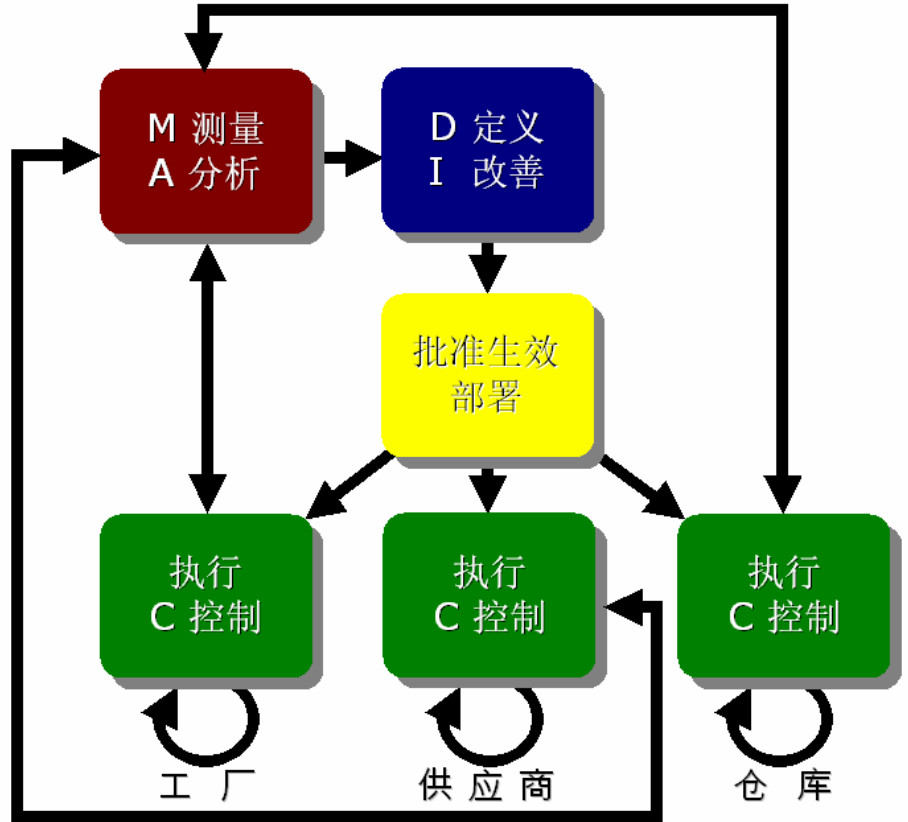 M 测量
A 分析
D 定义
I 改善
批准生效
部署
执行
C 控制
执行
C 控制
执行
C 控制
工 厂
供 应 商
仓 库